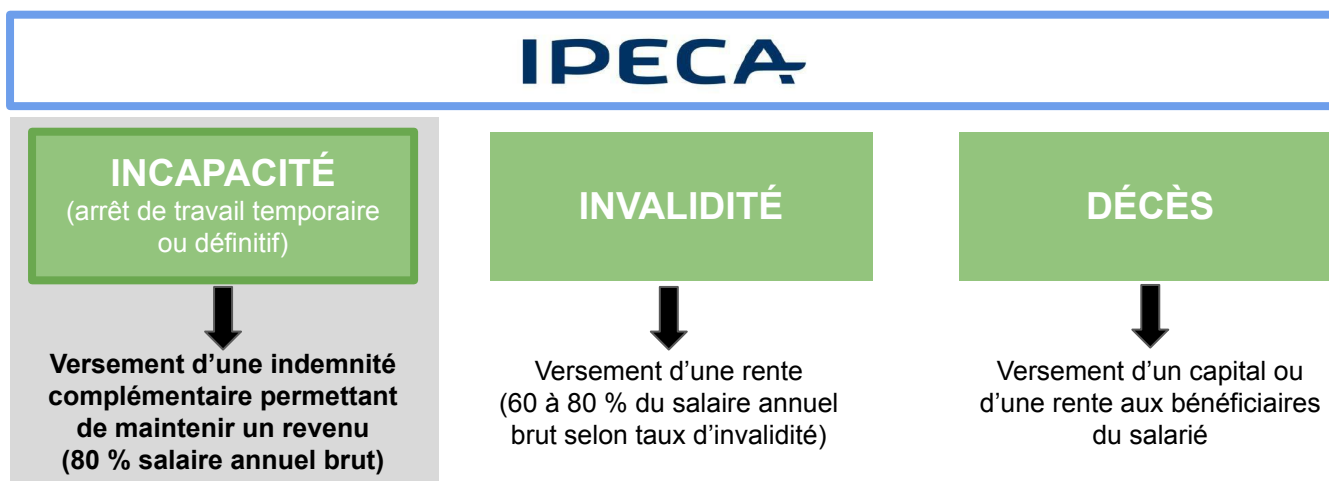 IPECA
INCAPACITÉ
(arrêt de travail temporaire
ou définitif)
Versement d’une indemnité
complémentaire permettant
de maintenir un revenu
(80 % salaire annuel brut)
INVALIDITÉ
Versement d’une rente
(60 à 80 % du salaire annuel
brut selon taux d’invalidité)
DÉCÈS
Versement d’un capital ou
d’une rente aux bénéficiaires
du salarié